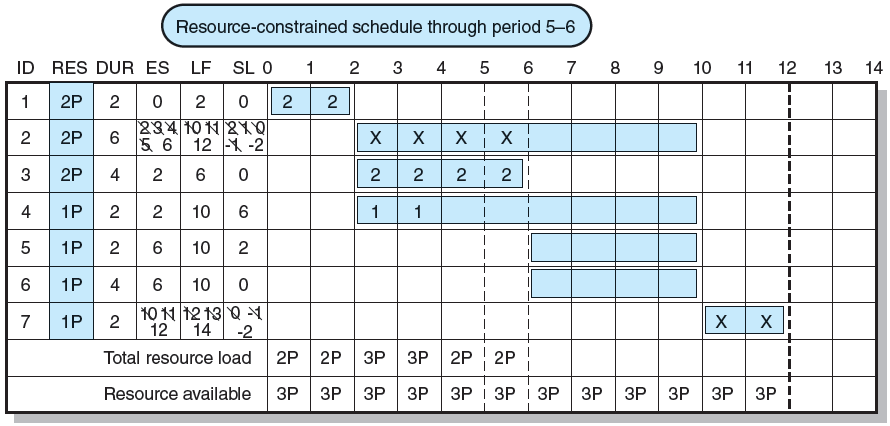 Resource-constrained schedule through period 5–6
ID RES DUR ES LF SL 0 1 2 3 4 5 6 7 8 9 10 11 12 13 14
1 2P 2 0 2 0 2 2
2 2P 6 2 3 4 5 6 10 11 12 2 1 0 -1 -2 X X X X
3 2P 4 2 6 0 2 2 2 2
4 1P 2 2 10 6 1 1
5 1P 2 6 10 2
6 1P 4 6 10 0
7 1P 2 10 11 12 12 13 14 0 -1 -2 X X
Total resource load 2P 2P 3P 3P 2P 2P
Resource available 3P 3P 3P 3P 3P 3P 3P 3P 3P 3P 3P 3P